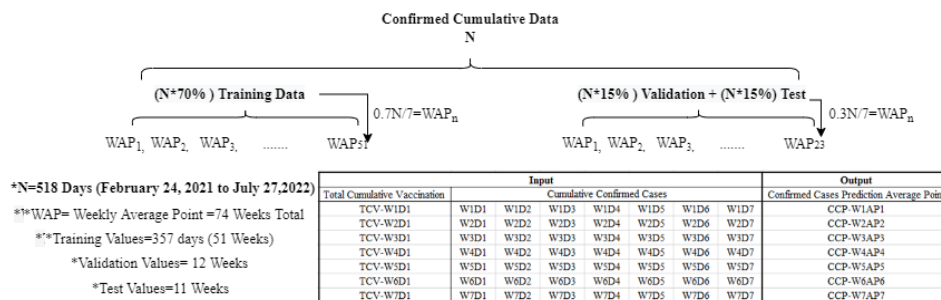 Confirmed Cumulative Data
N
(N*70% ) Training Data
0.7N/7=WAPn
(N*15% ) Validation + (N*15%) Test
0.3N/7=WAPn
WAP1, WAP2, WAP3, ....... WAP51
WAP1, WAP2, WAP3, ....... WAP23
*N=518 Days (February 24, 2021 to July 27,2022)
**WAP= Weekly Average Point =74 Weeks Total
**Training Values=357 days (51 Weeks)
*Validation Values= 12 Weeks
*Test Values=11 Weeks
Input Output
Total Cumulative Vaccination Cumulative Confirmed Cases Confirmed Cases Prediction Average Poin
TCV-W1D1 W1D1 W1D2 W1D3 W1D4 W1D5 W1D6 W1D7 CCP-W1AP1
TCV-W2D1 W2D1 W2D2 W2D3 W2D4 W2D5 W2D6 W2D7 CCP-W2AP2
TCV-W3D1 W3D1 W3D2 W3D3 W3D4 W3D5 W3D6 W3D7 CCP-W3AP3
TCV-W4D1 W4D1 W4D2 W4D3 W4D4 W4D5 W4D6 W4D7 CCP-W4AP4
TCV-W5D1 W5D1 W5D2 W5D3 W5D4 W5D5 W5D6 W5D7 CCP-W5AP5
TCV-W6D1 W6D1 W6D2 W6D3 W6D4 W6D5 W6D6 W6D7 CCP-W6AP6
TCV-W7D1 W7D1 W7D2 W7D3 W7D4 W7D5 W7D6 W7D7 CCP-W7AP7